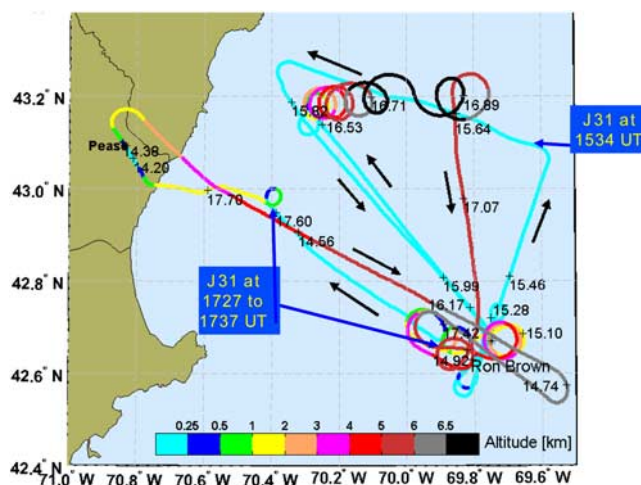 43.2° N
43.0° N
42.8° N
42.6° N
42.4° N
71.0° W
70.8° W
70.6° W
70.4° W
70.2° W
70.0° W
69.8° W
69.6° W
J31 at
1534 UT
J31 at
1727 to
1737 UT
Pease
14.38
14.20
15.82
16.53
16.71
16.89
15.64
17.07
17.70
17.60
14.56
15.99
15.46
16.17
15.28
17.42
15.10
14.92
Ron Brown
14.74
0.25 0.5 1 2 3 4 5 6 6.5 Altitude [km]